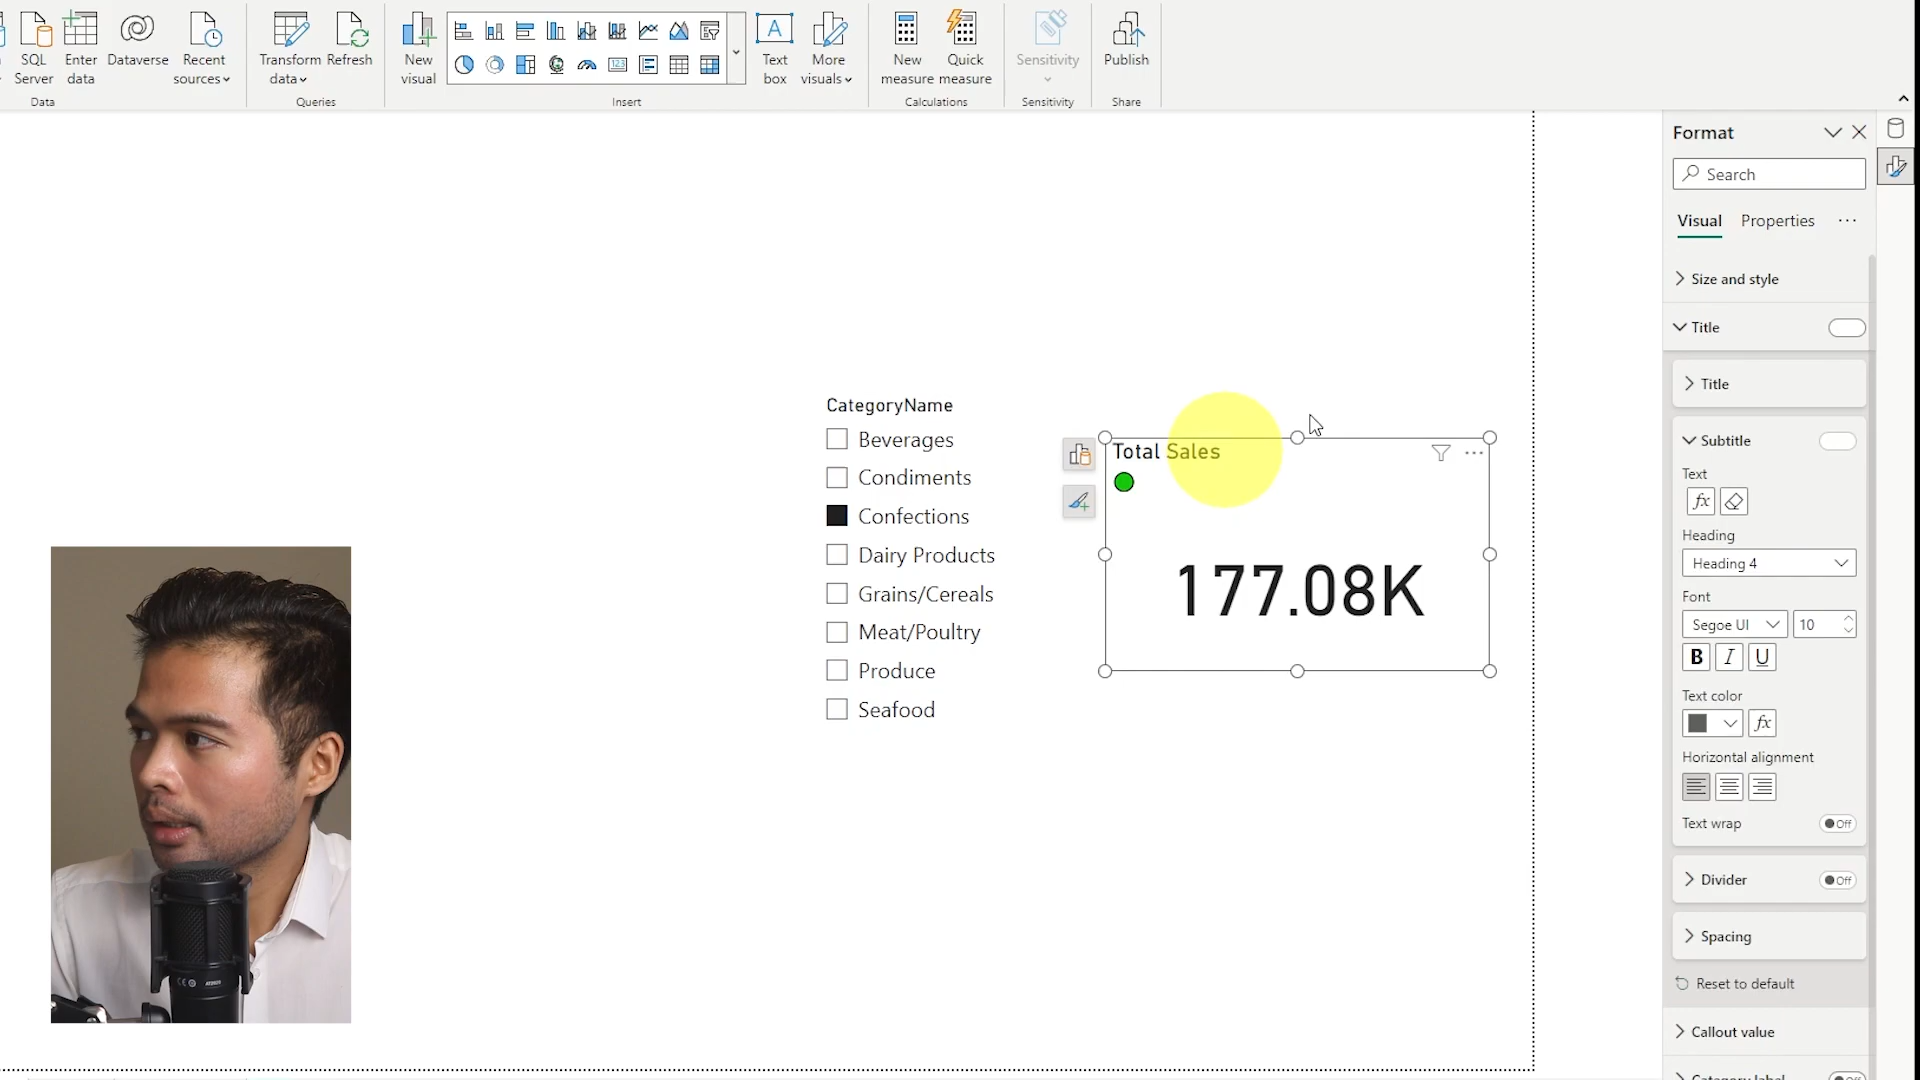 SQL Server
Enter data
Dataverse
Recent sources
Data
Transform data
Refresh
Queries
New visual
123
Insert
A
Text box
More visuals
New measure
Quick measure
Calculations
Sensitivity
Sensitivity
Publish
Share
Format
Search
Visual
Properties
Size and style
Title
Title
Subtitle
Text
fx
Heading
Heading 4
Font
Segoe UI
10
B
I
U
Text color
fx
Horizontal alignment
Text wrap
Off
Divider
Off
Spacing
Reset to default
Callout value
CategoryName
Beverages
Condiments
Confections
Dairy Products
Grains/Cereals
Meat/Poultry
Produce
Seafood
Total Sales
177.08K